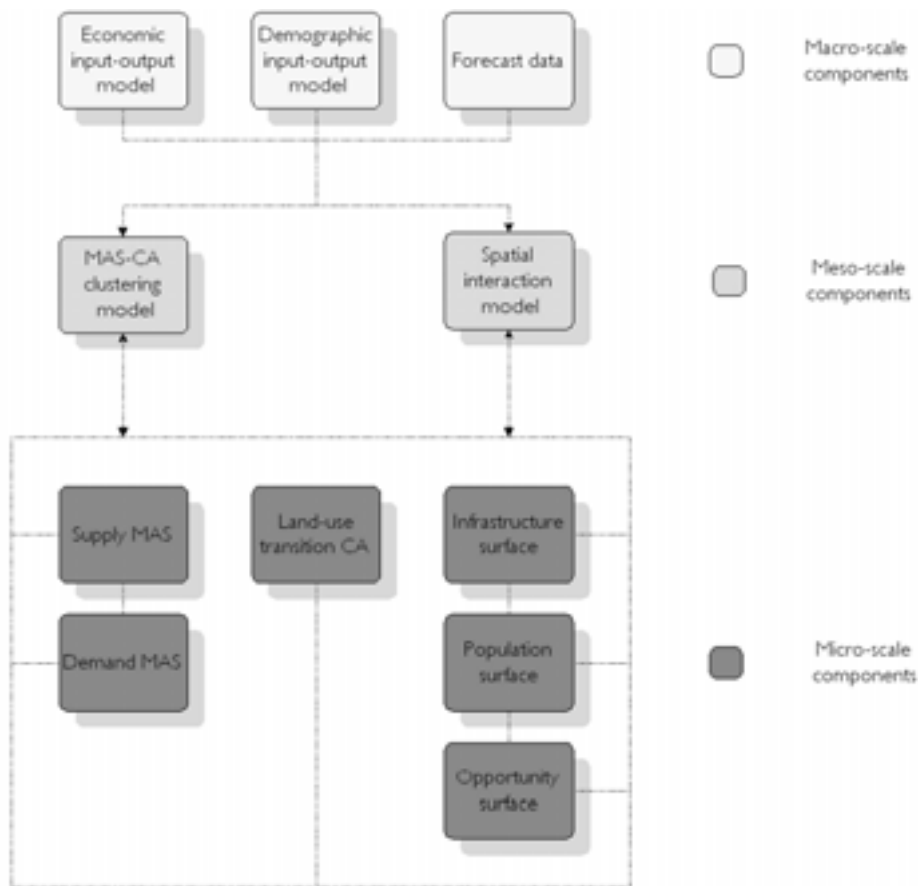 Economic
input-output
model
Demographic
input-output
model
Forecast data
Macro-scale
components
MAS-CA
clustering
model
Spatial
interaction
model
Meso-scale
components
Supply MAS
Land-use
transition CA
Infrastructure
surface
Demand MAS
Population
surface
Micro-scale
components
Opportunity
surface